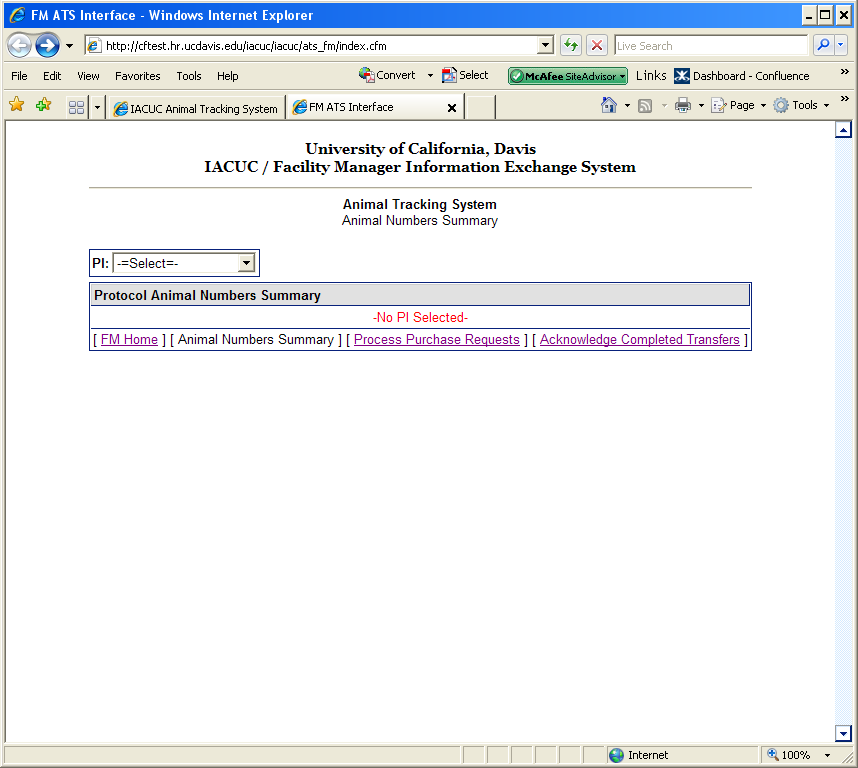 FM ATS Interface - Windows Internet Explorer
http://cftest.hr.ucdavis.edu/iacuc/iacuc/ats_fm/index.cfm
Live Search
File Edit View Favorites Tools Help
Convert Select
McAfee SiteAdvisor
Links Dashboard - Confluence »
IACUC Animal Tracking System
FM ATS Interface
Page Tools »
University of California, Davis
IACUC / Facility Manager Information Exchange System
Animal Tracking System
Animal Numbers Summary
PI: -=Select=-
Protocol Animal Numbers Summary
-No PI Selected-
[ FM Home ] [ Animal Numbers Summary ] [ Process Purchase Requests ] [ Acknowledge Completed Transfers ]
Internet 100%